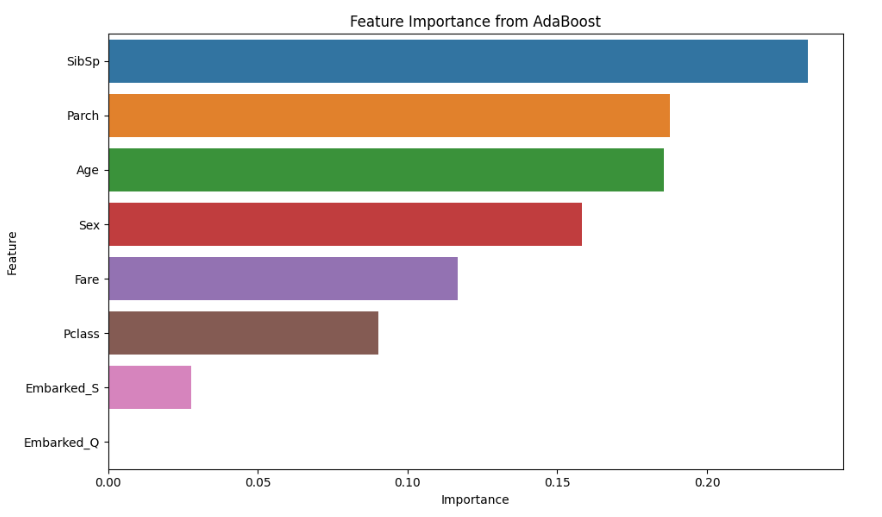 Feature Importance from AdaBoost
Feature
SibSp
Parch
Age
Sex
Fare
Pclass
Embarked_S
Embarked_Q
0.00 0.05 0.10 0.15 0.20
Importance